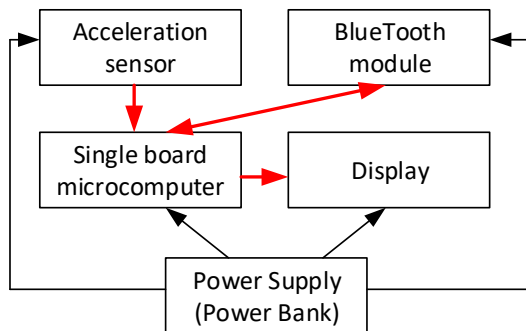 Acceleration
sensor
BlueTooth
module
Single board
microcomputer
Display
Power Supply
(Power Bank)